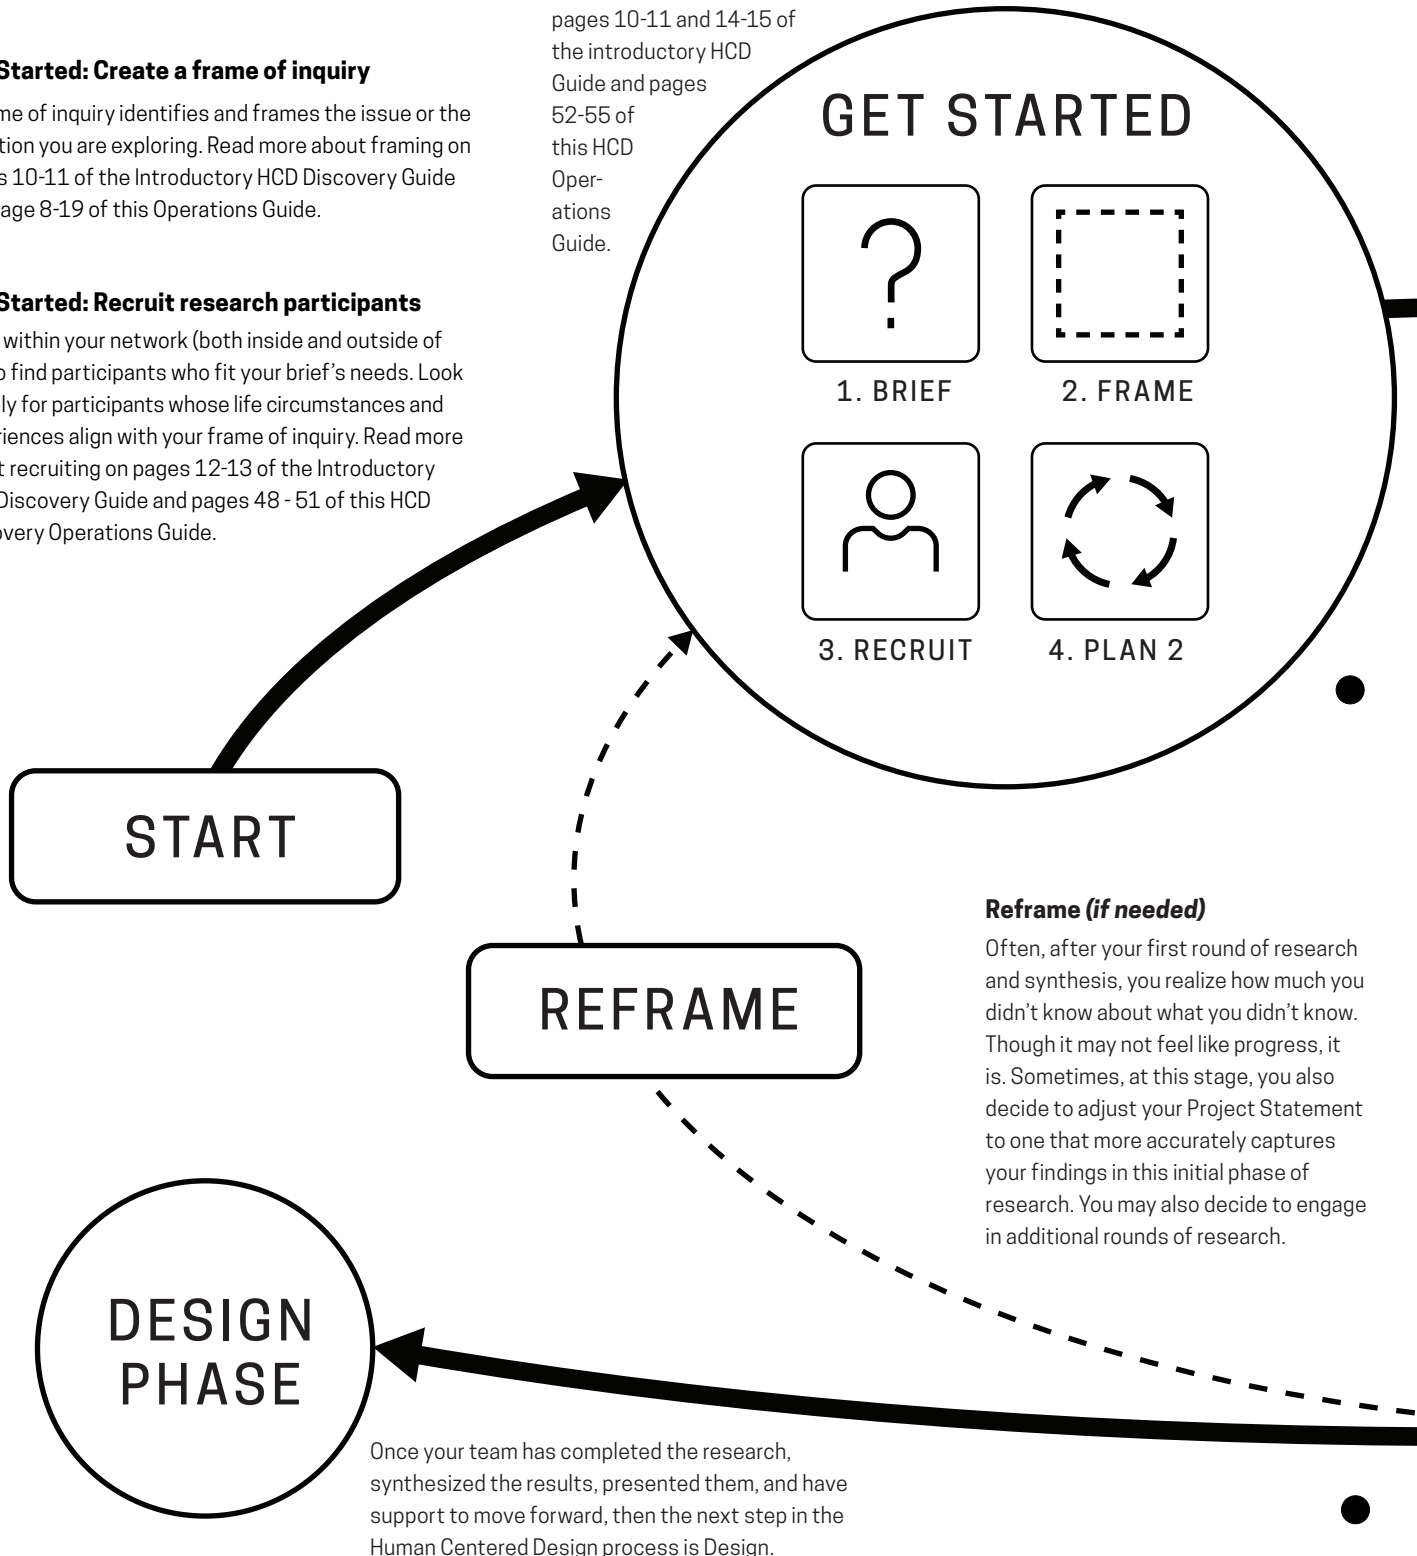 Started: Create a frame of inquiry
me of inquiry identifies and frames the issue or the
tion you are exploring. Read more about framing on
s 10-11 of the Introductory HCD Discovery Guide
age 8-19 of this Operations Guide.
Started: Recruit research participants
within your network (both inside and outside of
o find participants who fit your brief's needs. Look
ly for participants whose life circumstances and
riences align with your frame of inquiry. Read more
t recruiting on pages 12-13 of the Introductory
Discovery Guide and pages 48 - 51 of this HCD
overy Operations Guide.
pages 10-11 and 14-15 of
the introductory HCD
Guide and pages
52-55 of
this HCD
Oper-
ations
Guide.
GET STARTED
1. BRIEF
2. FRAME
3. RECRUIT
4. PLAN 2
START
REFRAME
Reframe (if needed)
Often, after your first round of research
and synthesis, you realize how much you
didn't know about what you didn't know.
Though it may not feel like progress, it
is. Sometimes, at this stage, you also
decide to adjust your Project Statement
to one that more accurately captures
your findings in this initial phase of
research. You may also decide to engage
in additional rounds of research.
DESIGN
PHASE
Once your team has completed the research,
synthesized the results, presented them, and have
support to move forward, then the next step in the
Human Centered Design process is Design.